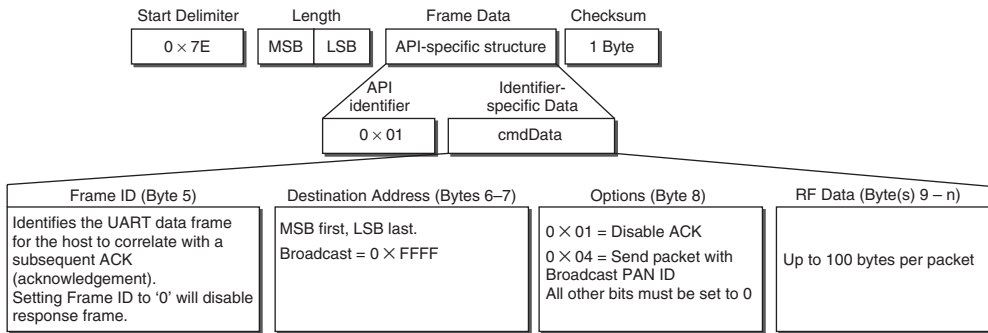 Start Delimiter
Length
Frame Data
Checksum
0 × 7E
MSB
LSB
API-specific structure
1 Byte
API
identifier
Identifier-
specific Data
0 × 01
cmdData
Frame ID (Byte 5)
Identifies the UART data frame
for the host to correlate with a
subsequent ACK
(acknowledgement).
Setting Frame ID to ‘0’ will disable
response frame.
Destination Address (Bytes 6–7)
MSB first, LSB last.
Broadcast = 0 × FFFF
Options (Byte 8)
0 × 01 = Disable ACK
0 × 04 = Send packet with
Broadcast PAN ID
All other bits must be set to 0
RF Data (Byte(s) 9 – n)
Up to 100 bytes per packet